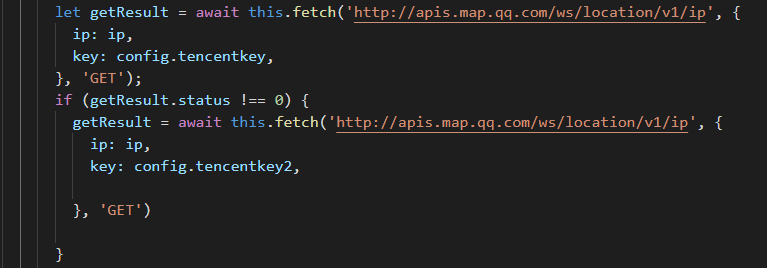 let getResult = await this.fetch('http://apis.map.qq.com/ws/location/v1/ip', {
ip: ip,
key: config.tencentkey,
}, 'GET');
if (getResult.status !== 0) {
getResult = await this.fetch('http://apis.map.qq.com/ws/location/v1/ip', {
ip: ip,
key: config.tencentkey2,
}, 'GET')
}